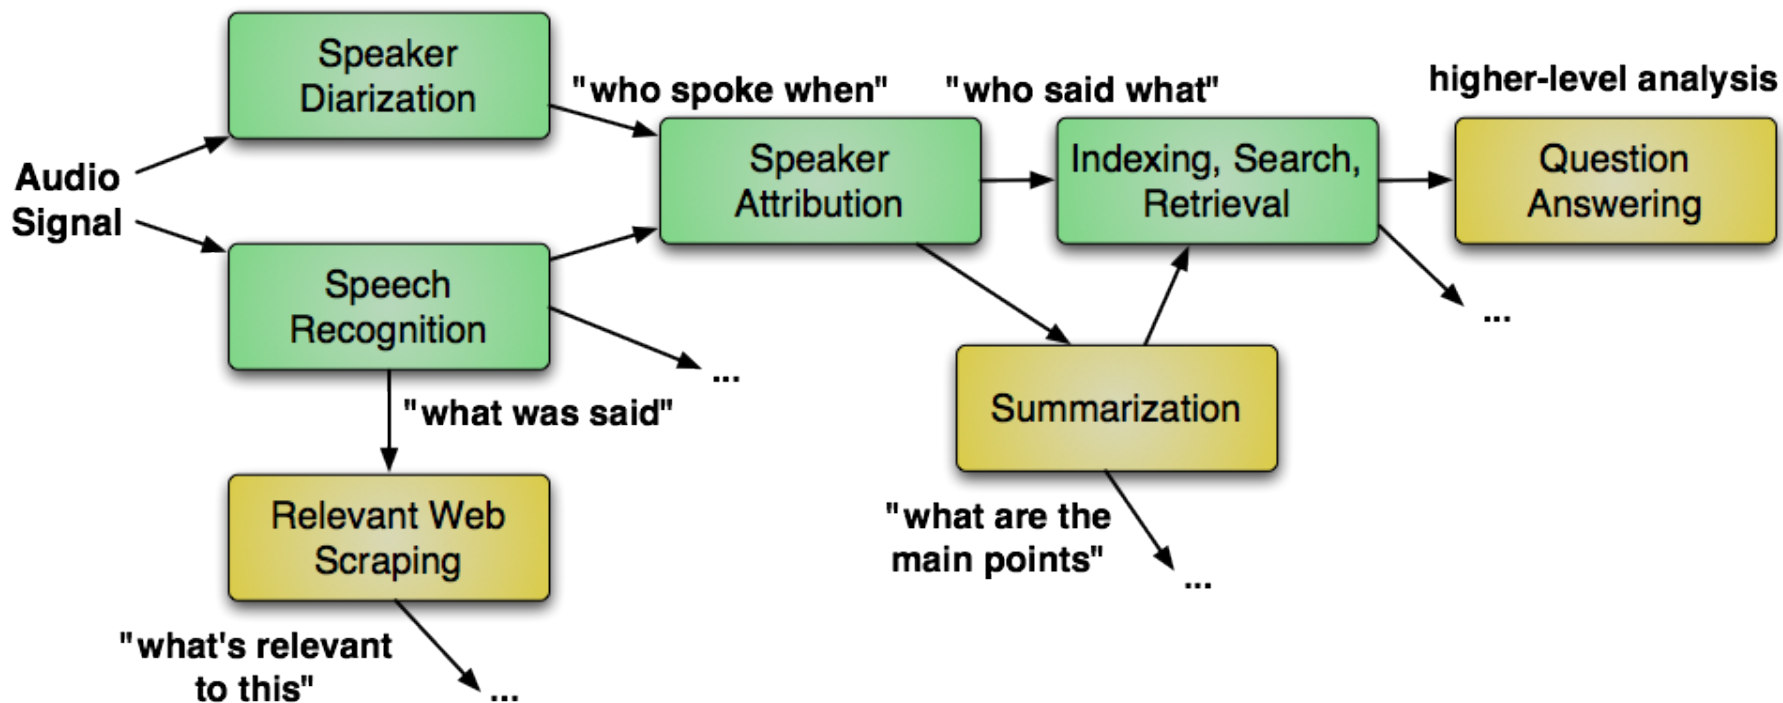 Speaker
Diarization
"who spoke when"
"who said what"
higher-level analysis
Audio
Signal
Speaker
Attribution
Indexing, Search,
Retrieval
Question
Answering
Speech
Recognition
...
...
"what was said"
Summarization
Relevant Web
Scraping
"what are the
main points"
...
"what's relevant
to this"
...